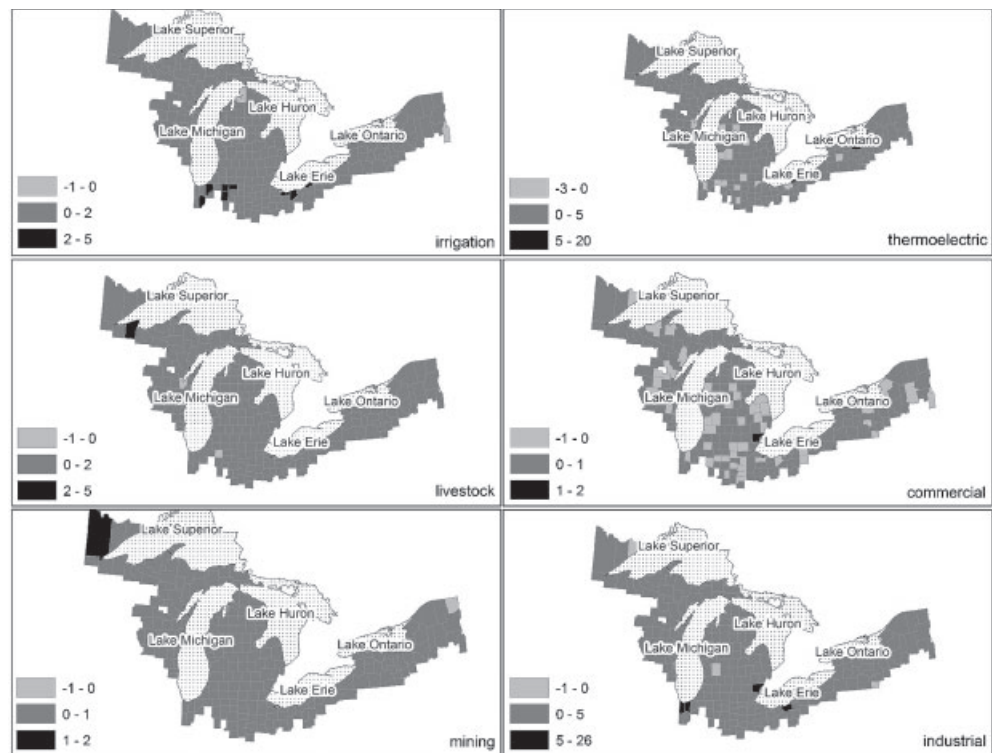 Lake Superior
Lake Huron
Lake Michigan
Lake Ontario
Lake Erie
-1 - 0
0 - 2
2 - 5
irrigation
Lake Superior
Lake Huron
Lake Michigan
Lake Ontario
Lake Erie
-3 - 0
0 - 5
5 - 20
thermoelectric
Lake Superior
Lake Huron
Lake Michigan
Lake Ontario
Lake Erie
-1 - 0
0 - 2
2 - 5
livestock
Lake Superior
Lake Huron
Lake Michigan
Lake Ontario
Lake Erie
-1 - 0
0 - 1
1 - 2
commercial
Lake Superior
Lake Huron
Lake Michigan
Lake Ontario
Lake Erie
-1 - 0
0 - 1
1 - 2
mining
Lake Superior
Lake Huron
Lake Michigan
Lake Ontario
Lake Erie
-1 - 0
0 - 5
5 - 26
industrial